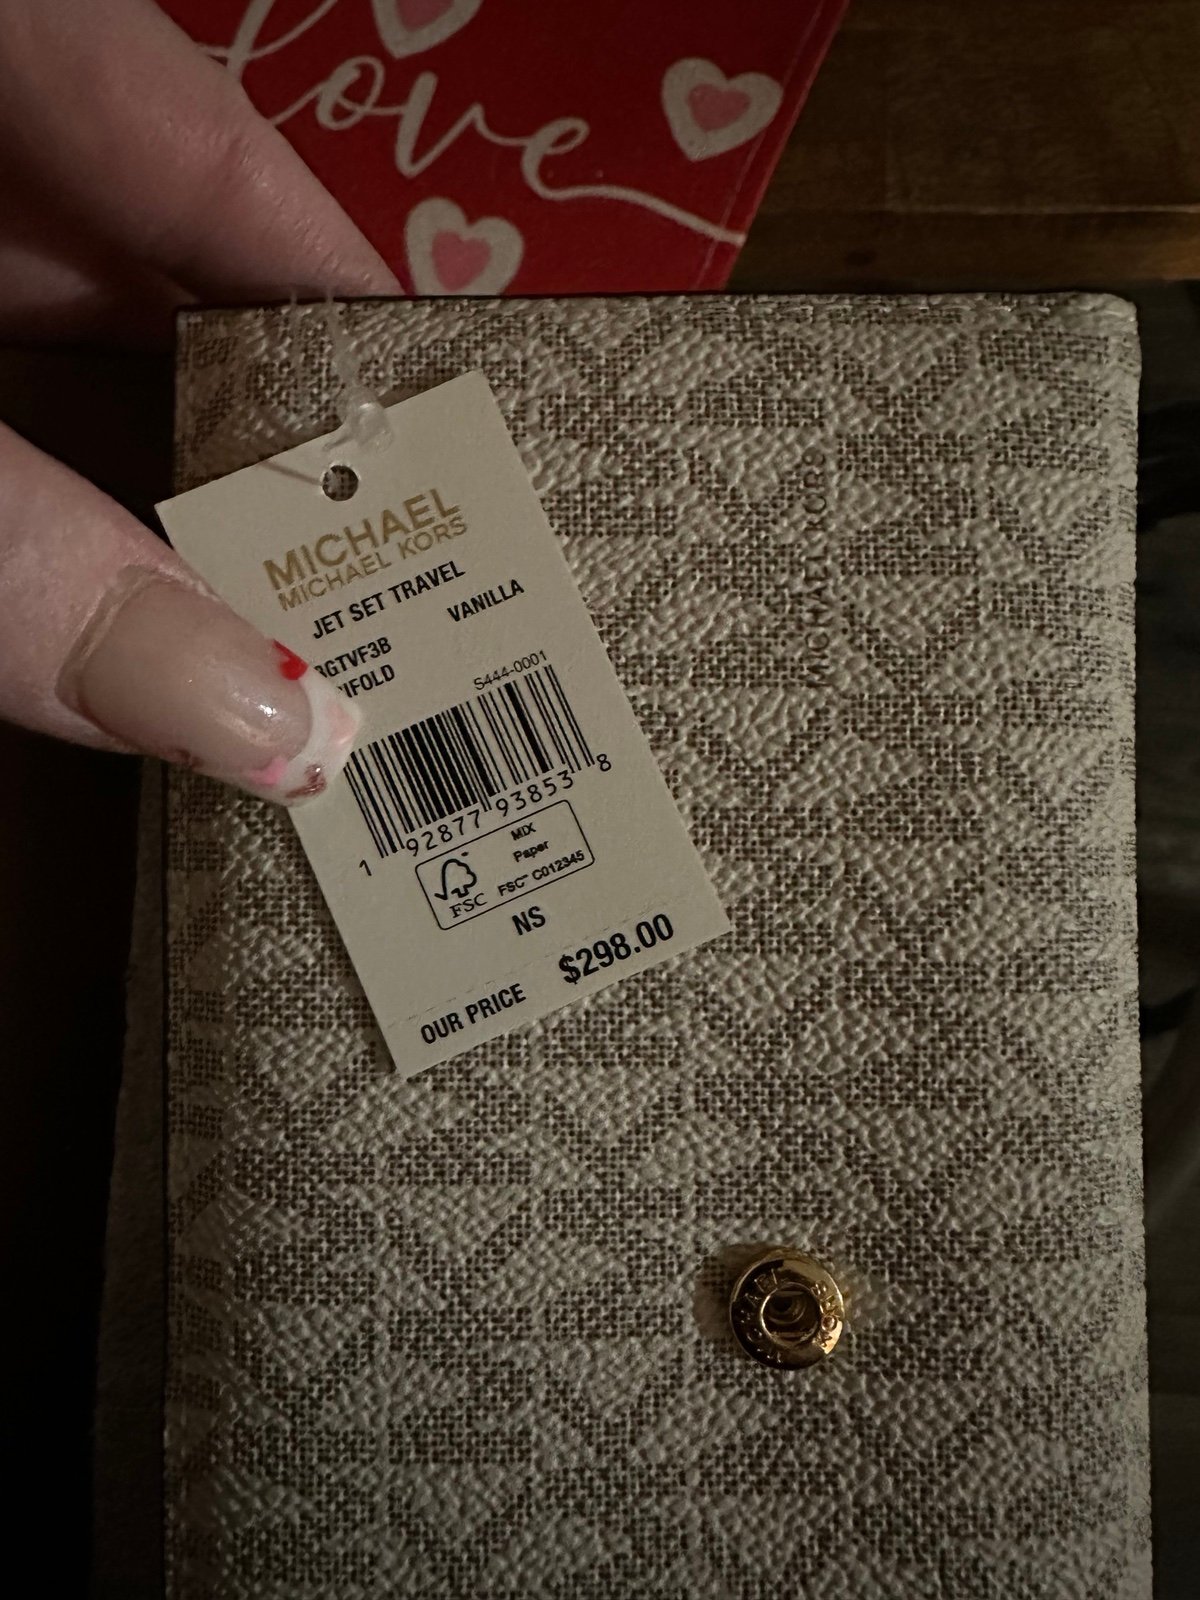 love
MICHAEL
MICHAEL KORS
JET SET TRAVEL
VANILLA
S444-0001
1 92877 93853 8
MIX
Paper
FSC™ C012345
FSC
NS
OUR PRICE $298.00
MICHAEL KORS
MICHAEL KORS